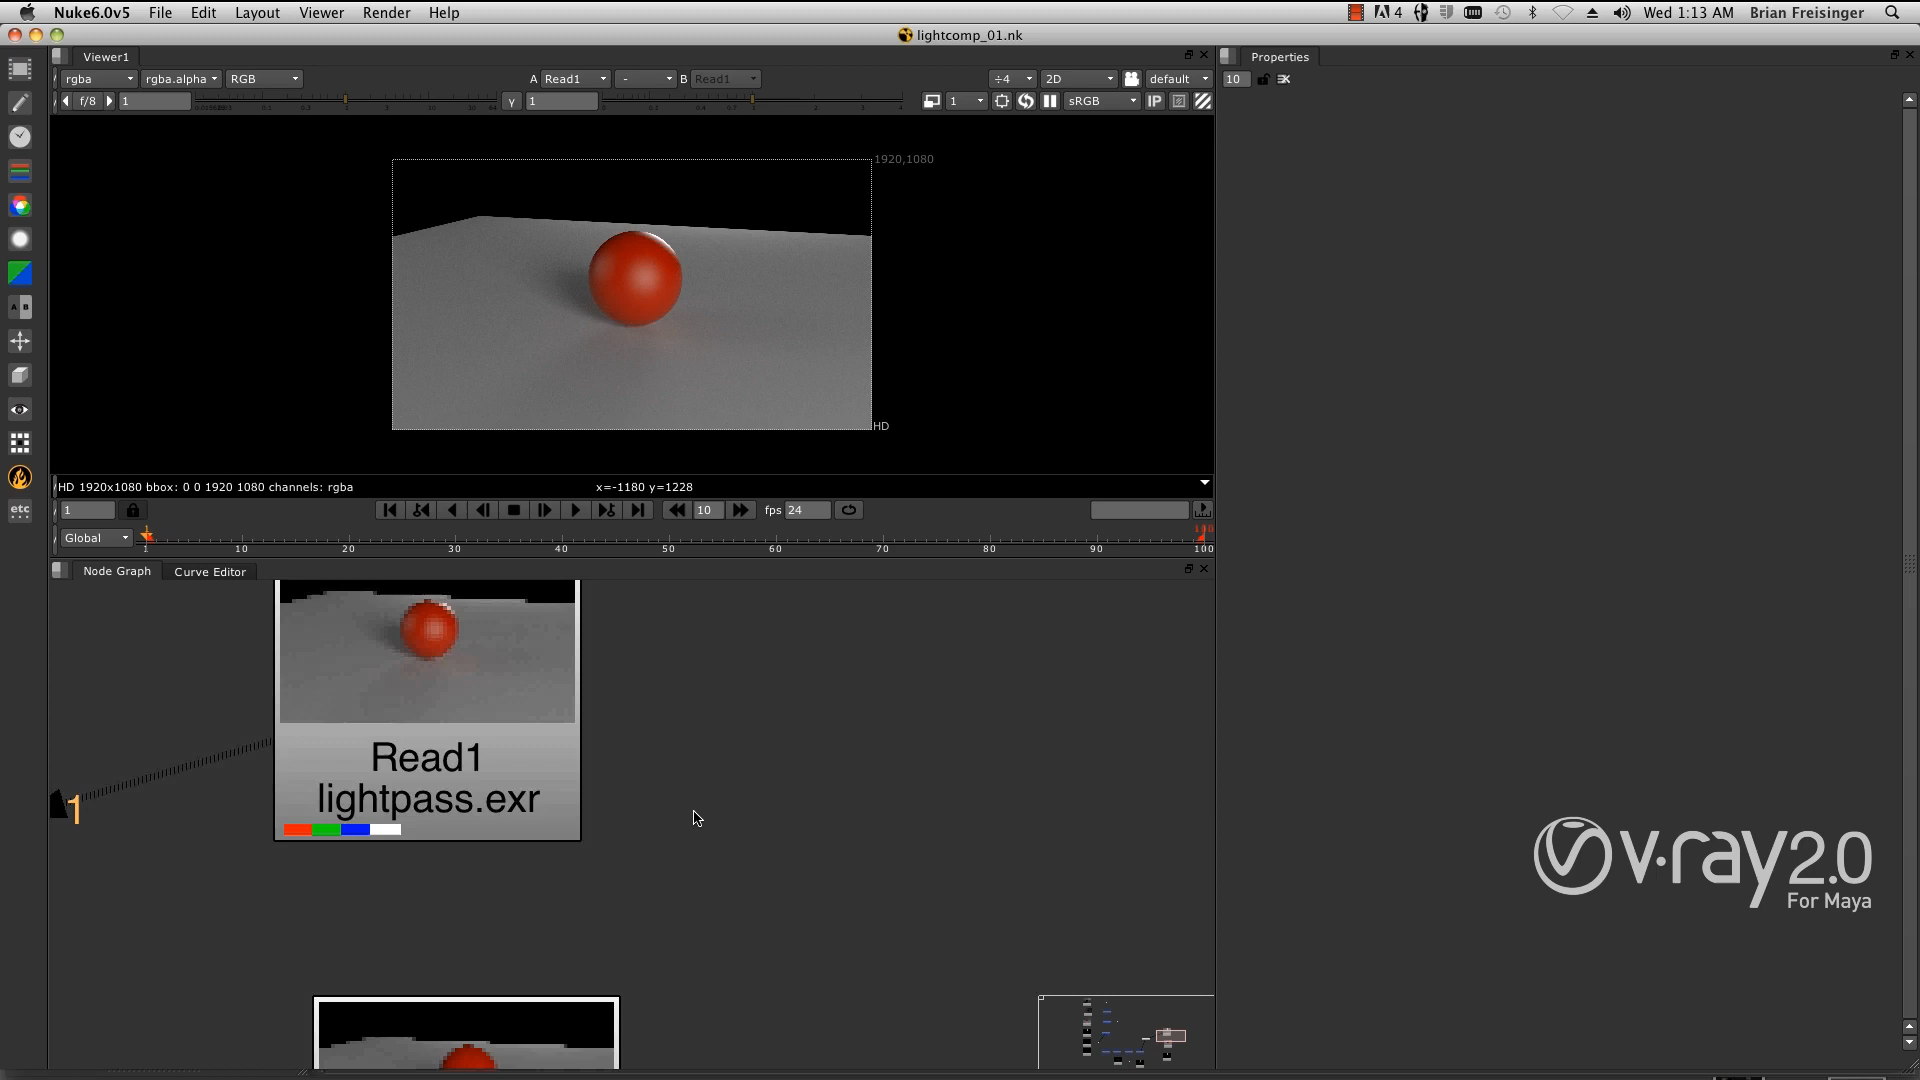 Nuke6.0v5 File Edit Layout Viewer Render Help 4 Wed 1:13 AM Brian Freisinger
lightcomp_01.nk
Viewer1
Properties
rgba rgba.alpha RGB A Read1 - B Read1 ÷4 2D default
10
f/8 1 γ 1 1 sRGB IP
1920,1080
HD
HD 1920x1080 bbox: 0 0 1920 1080 channels: rgba x=-1180 y=1228
1 10 fps 24
Global 1 100
1 10 20 30 40 50 60 70 80 90 100
Node Graph Curve Editor
A B
etc
Read1
lightpass.exr
1
v·ray2.0
For Maya